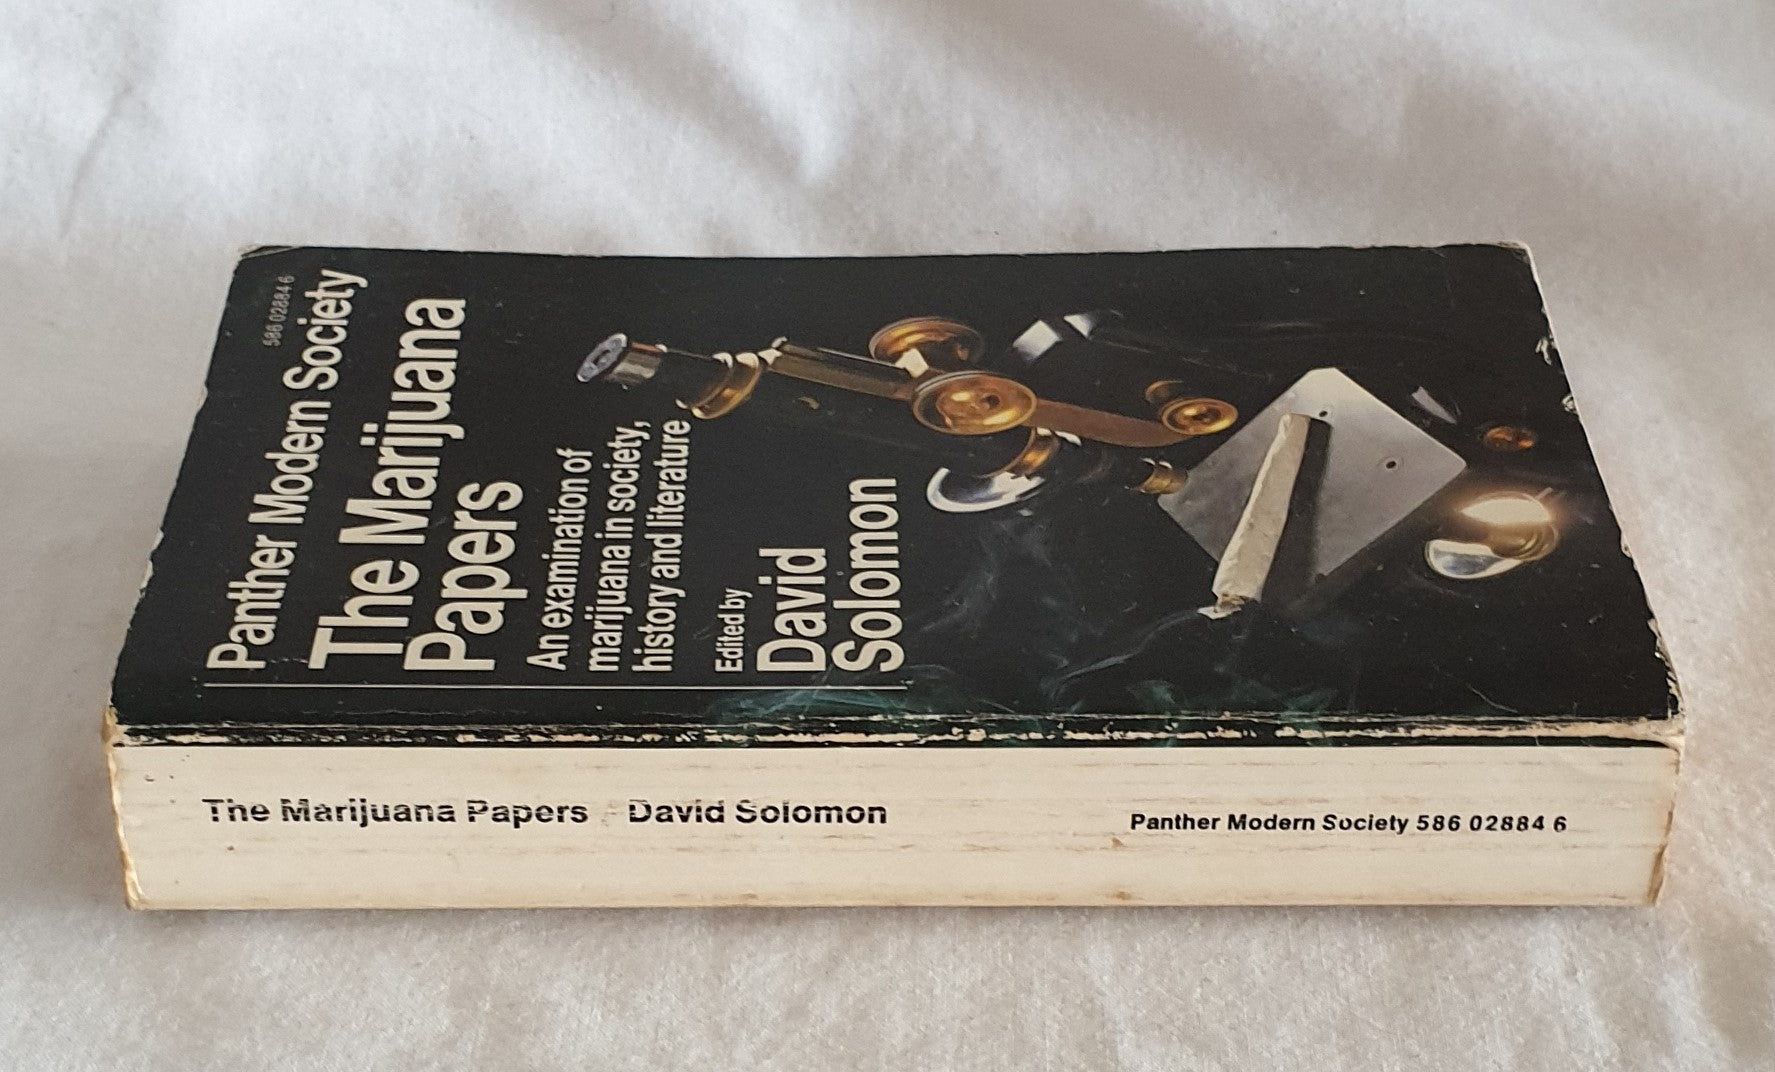 586 02884 6
Panther Modern Society
The Marijuana
Papers
An examination of
marijuana in society,
history and literature
Edited by
David
Solomon
The Marijuana Papers David Solomon
Panther Modern Society 586 02884 6